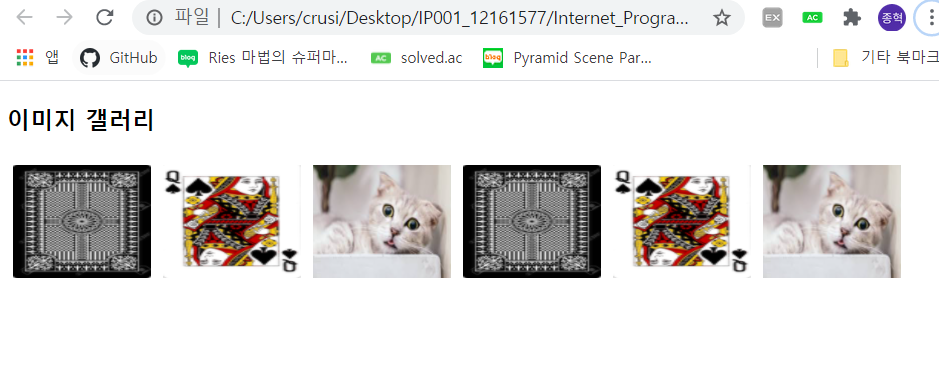 파일 | C:/Users/crusi/Desktop/IP001_12161577/Internet_Progra...
EX AC 종혁
앱 GitHub blog Ries 마법의 슈퍼마... AC solved.ac blog Pyramid Scene Par... 기타 북마크
이미지 갤러리
Q Q
Q Q